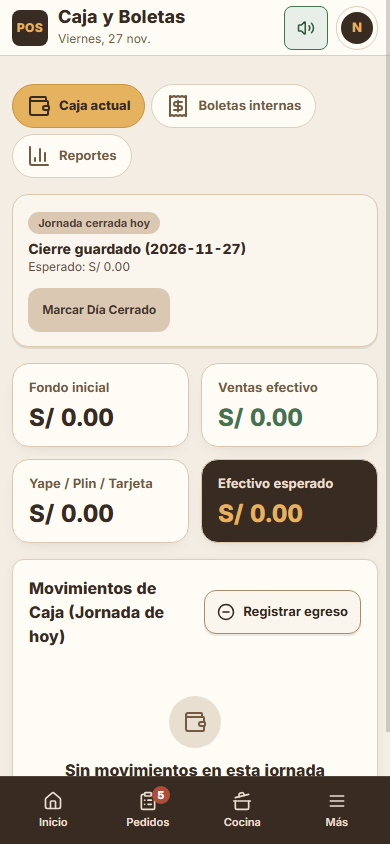 POS
Caja y Boletas
Viernes, 27 nov.
N
Caja actual
Boletas internas
Reportes
Jornada cerrada hoy
Cierre guardado (2026-11-27)
Esperado: S/ 0.00
Marcar Día Cerrado
Fondo inicial
S/ 0.00
Ventas efectivo
S/ 0.00
Yape / Plin / Tarjeta
S/ 0.00
Efectivo esperado
S/ 0.00
Movimientos de
Caja (Jornada de
hoy)
Registrar egreso
Sin movimientos en esta jornada
Inicio
5
Pedidos
Cocina
Más